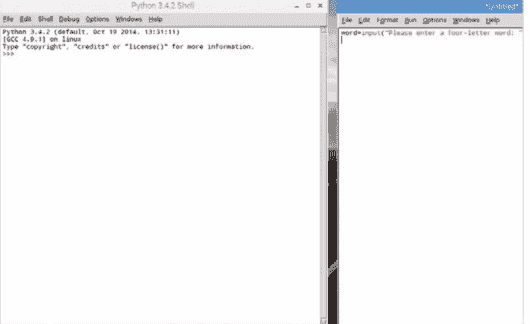 Python 3.4.2 Shell
File Edit Shell Debug Options Windows Help
Python 3.4.2 (default, Oct 19 2014, 13:31:11)
[GCC 4.9.1] on linux
Type "copyright", "credits" or "license()" for more information.
>>>
*Untitled*
File Edit Format Run Options Windows Help
word=input("Please enter a four-letter word: